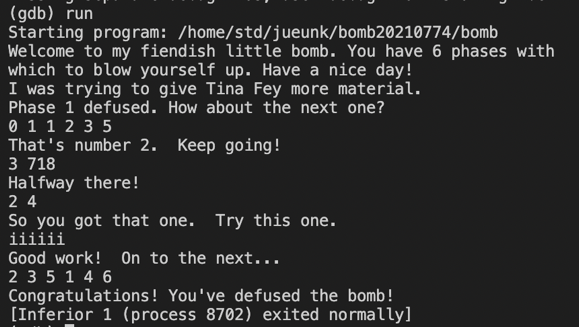 (gdb) run
Starting program: /home/std/jueunk/bomb20210774/bomb
Welcome to my fiendish little bomb. You have 6 phases with
which to blow yourself up. Have a nice day!
I was trying to give Tina Fey more material.
Phase 1 defused. How about the next one?
0 1 1 2 3 5
That's number 2.  Keep going!
3 718
Halfway there!
2 4
So you got that one.  Try this one.
iiiiii
Good work!  On to the next...
2 3 5 1 4 6
Congratulations! You've defused the bomb!
[Inferior 1 (process 8702) exited normally]